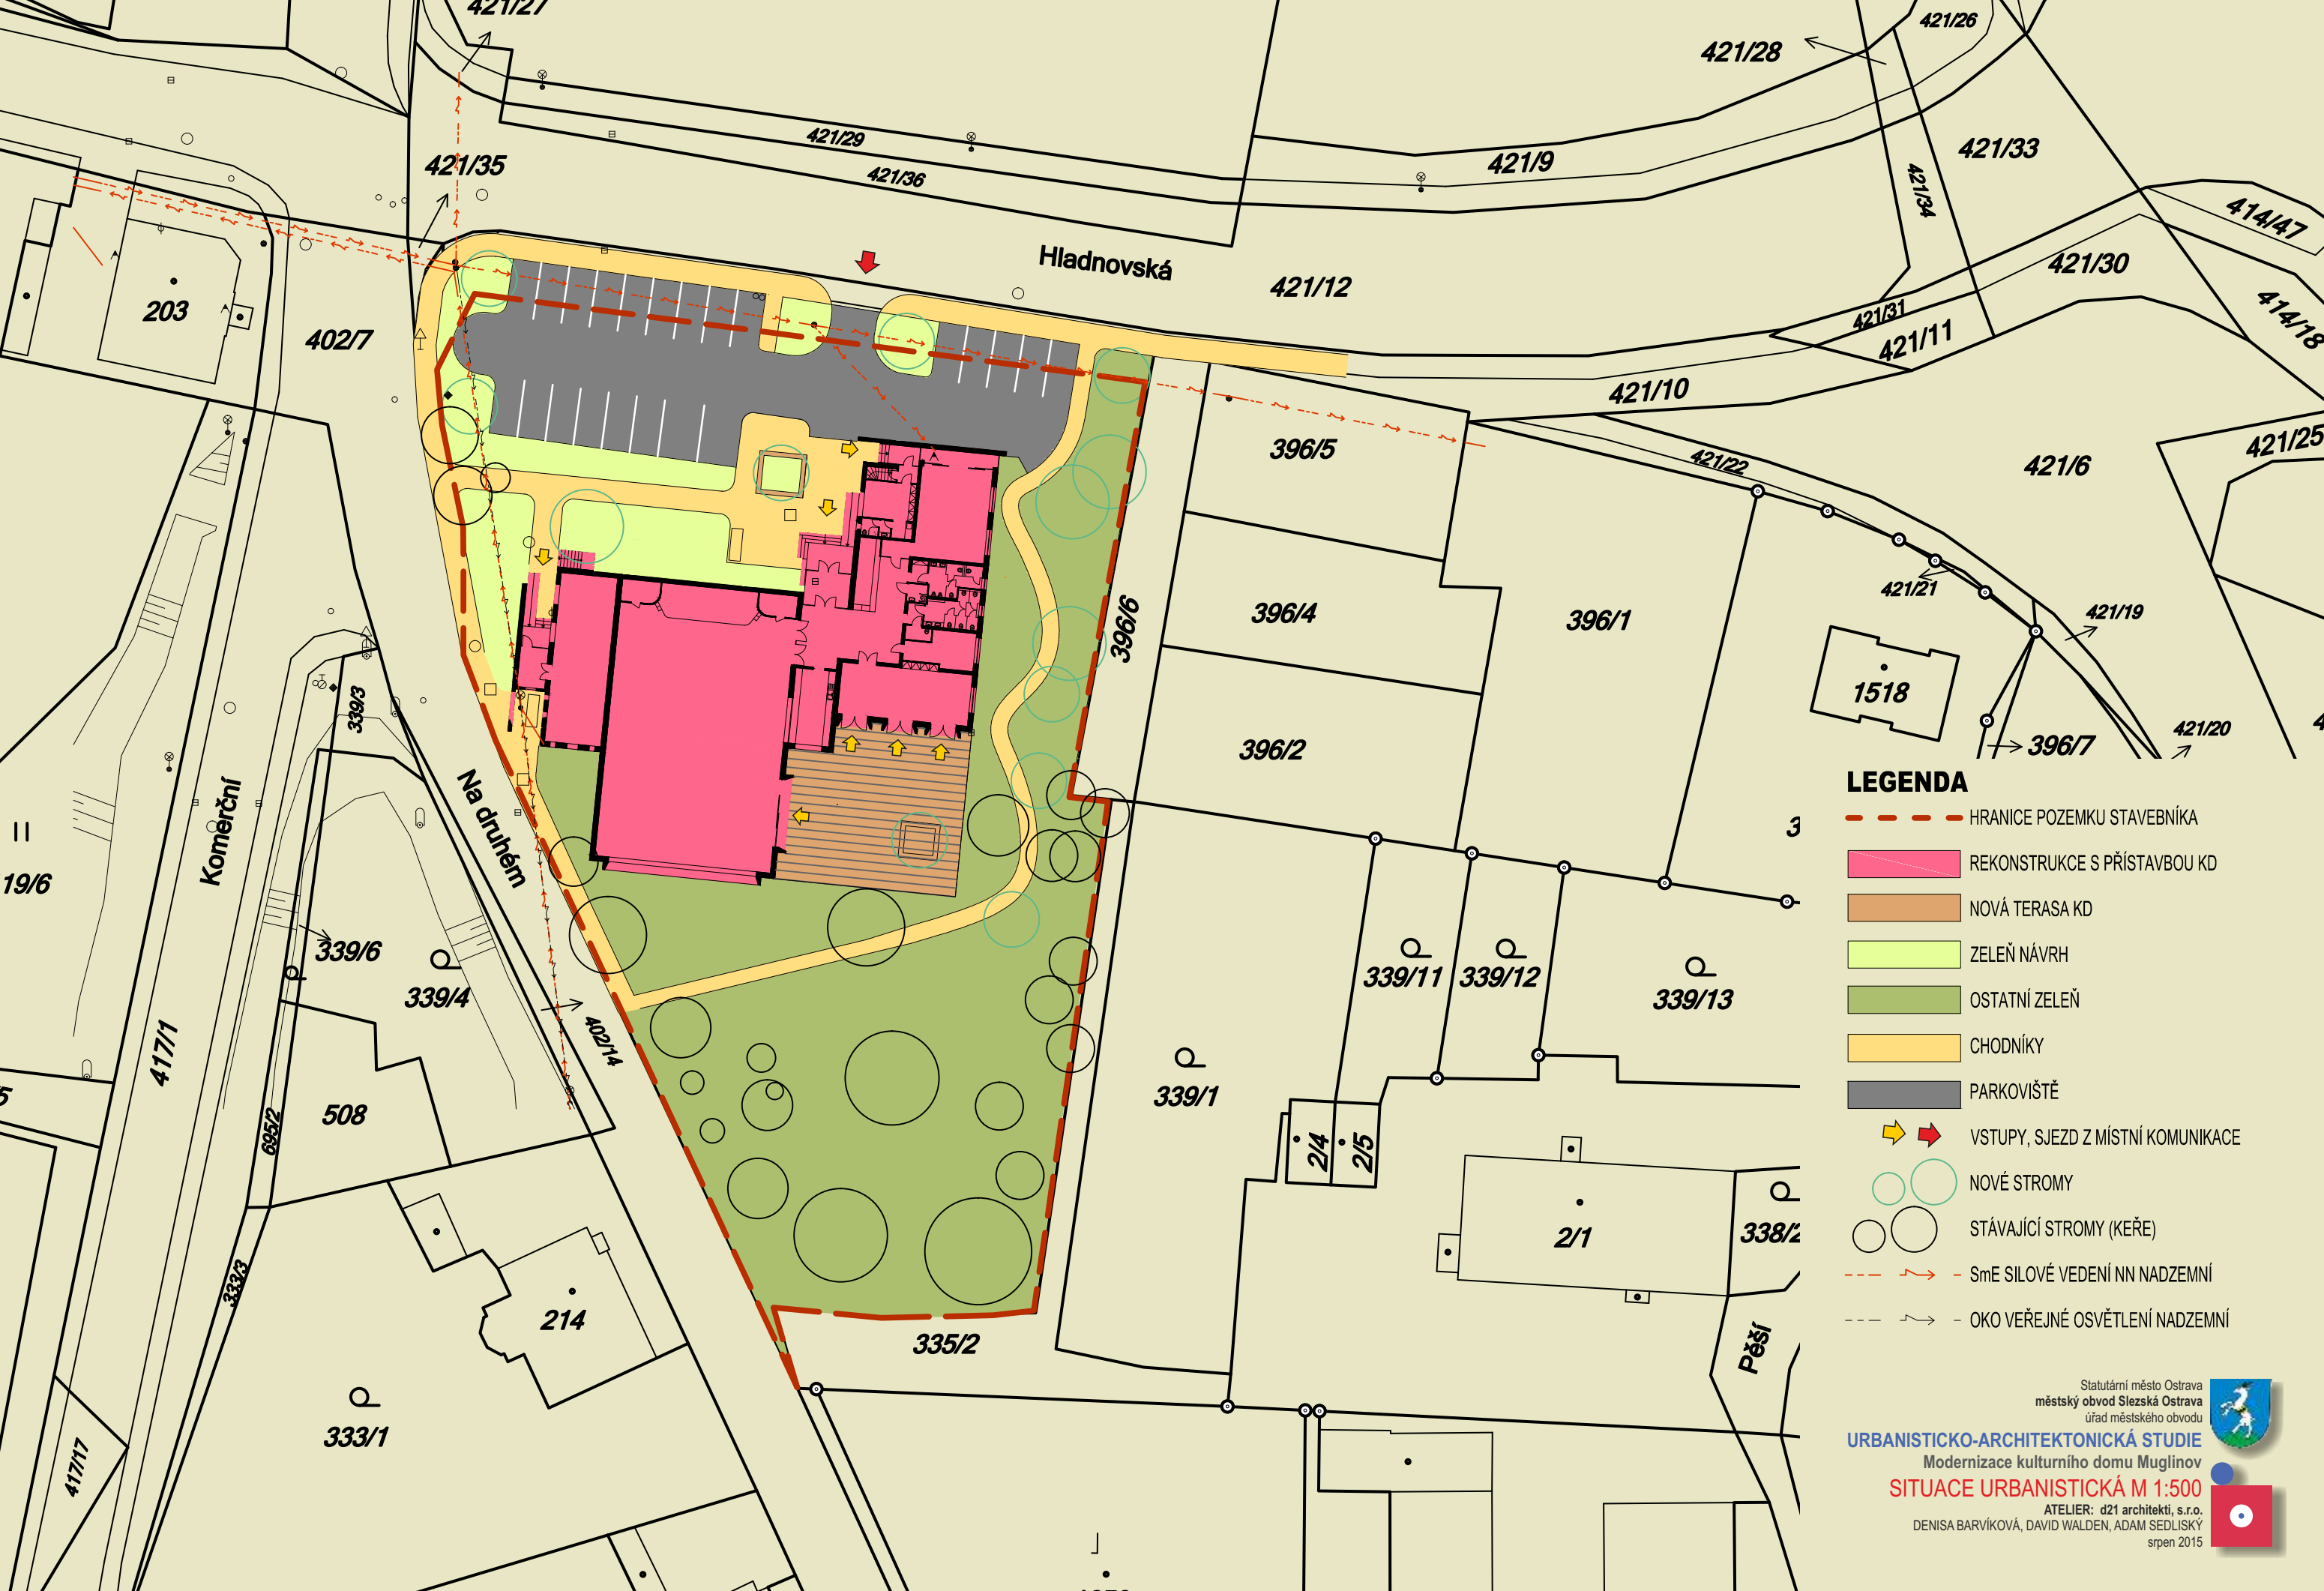 421/27
421/26
421/28
421/29
421/9
421/33
421/35
421/36
421/34
414/47
Hladnovská
421/30
421/12
203
402/7
421/31
421/11
414/18
421/10
396/5
421/22
421/6
421/25
396/4
396/6
396/1
421/21
421/19
1518
339/3
396/2
421/20
396/7
Komerční
Na druhém
19/6
339/6
339/4
339/11
339/12
339/13
417/1
402/14
339/1
508
695/2
2/4
2/5
2/1
338/2
333/3
214
335/2
Pěší
333/1
417/17
LEGENDA
HRANICE POZEMKU STAVEBNÍKA
REKONSTRUKCE S PŘÍSTAVBOU KD
NOVÁ TERASA KD
ZELEŇ NÁVRH
OSTATNÍ ZELEŇ
CHODNÍKY
PARKOVIŠTĚ
VSTUPY, SJEZD Z MÍSTNÍ KOMUNIKACE
NOVÉ STROMY
STÁVAJÍCÍ STROMY (KEŘE)
SmE SILOVÉ VEDENÍ NN NADZEMNÍ
OKO VEŘEJNÉ OSVĚTLENÍ NADZEMNÍ
Statutární město Ostrava
městský obvod Slezská Ostrava
úřad městského obvodu
URBANISTICKO-ARCHITEKTONICKÁ STUDIE
Modernizace kulturního domu Muglinov
SITUACE URBANISTICKÁ M 1:500
ATELIER: d21 architekti, s.r.o.
DENISA BARVÍKOVÁ, DAVID WALDEN, ADAM SEDLISKÝ
srpen 2015